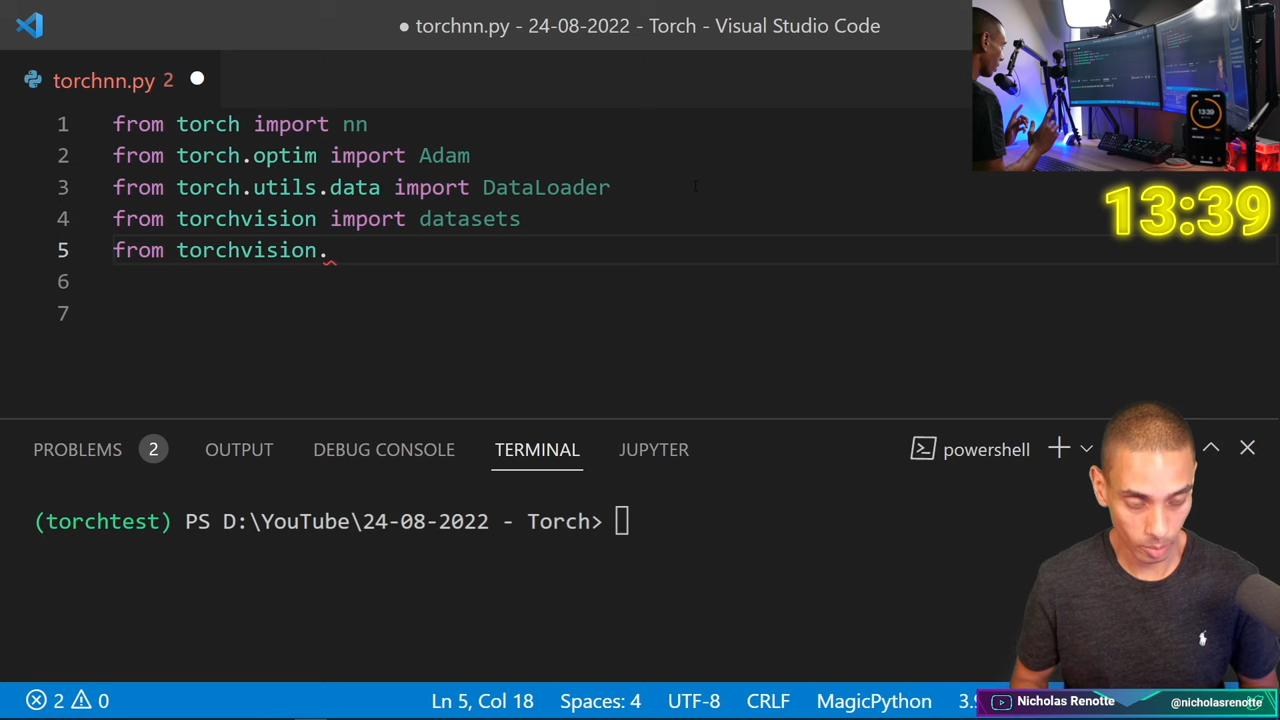 ● torchnn.py - 24-08-2022 - Torch - Visual Studio Code
torchnn.py 2
1 from torch import nn
2 from torch.optim import Adam
3 from torch.utils.data import DataLoader
4 from torchvision import datasets
5 from torchvision.
6
7
13:39
PROBLEMS 2 OUTPUT DEBUG CONSOLE TERMINAL JUPYTER powershell
(torchtest) PS D:\YouTube\24-08-2022 - Torch>
2 0 Ln 5, Col 18 Spaces: 4 UTF-8 CRLF MagicPython
Nicholas Renotte @nicholasrenotte